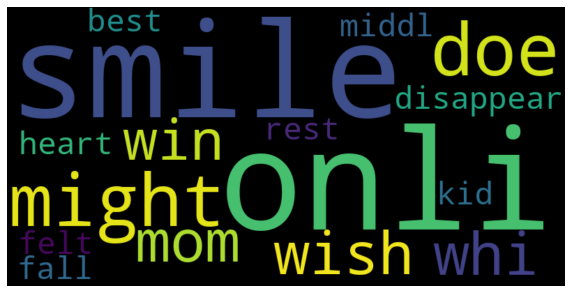 best middl
smile doe
disappear
heart win rest
might onli kid
felt mom wish whi
fall